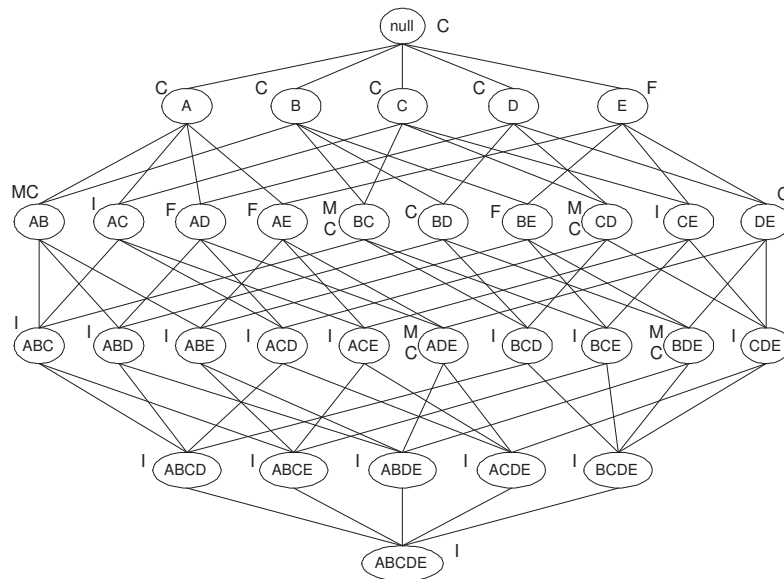 null C
C A C B C C C D F E
MC AB I AC F AD F AE M C BC C BD F BE M C CD I CE C DE
I ABC I ABD I ABE I ACD I ACE M C ADE I BCD I BCE M C BDE I CDE
I ABCD I ABCE I ABDE I ACDE I BCDE
ABCDE I